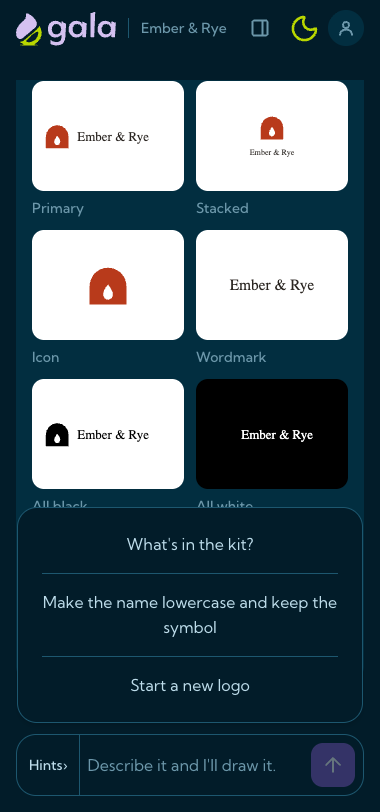 gala
Ember & Rye
Ember & Rye
Ember & Rye
Primary
Stacked
Ember & Rye
Icon
Wordmark
Ember & Rye
Ember & Rye
All black
All white
What's in the kit?
Make the name lowercase and keep the
symbol
Start a new logo
Hints›
Describe it and I'll draw it.